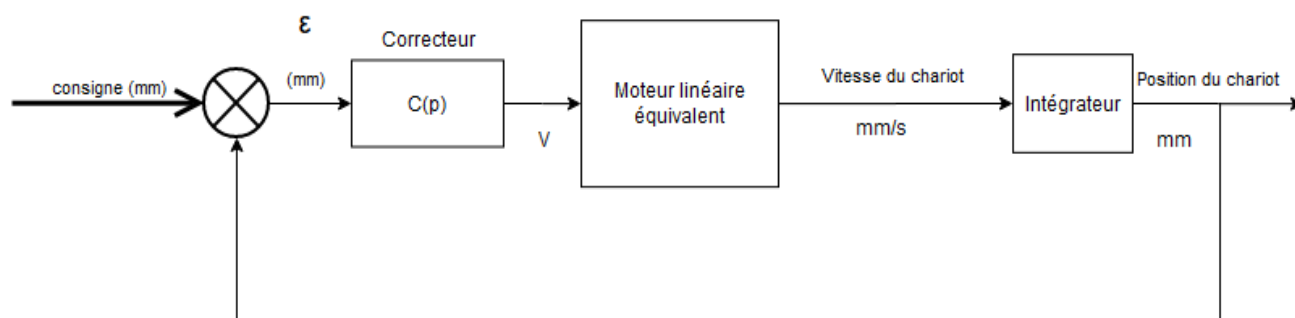 ε
Correcteur
consigne (mm)
(mm)
C(p)
V
Moteur linéaire
équivalent
Vitesse du chariot
mm/s
Intégrateur
Position du chariot
mm